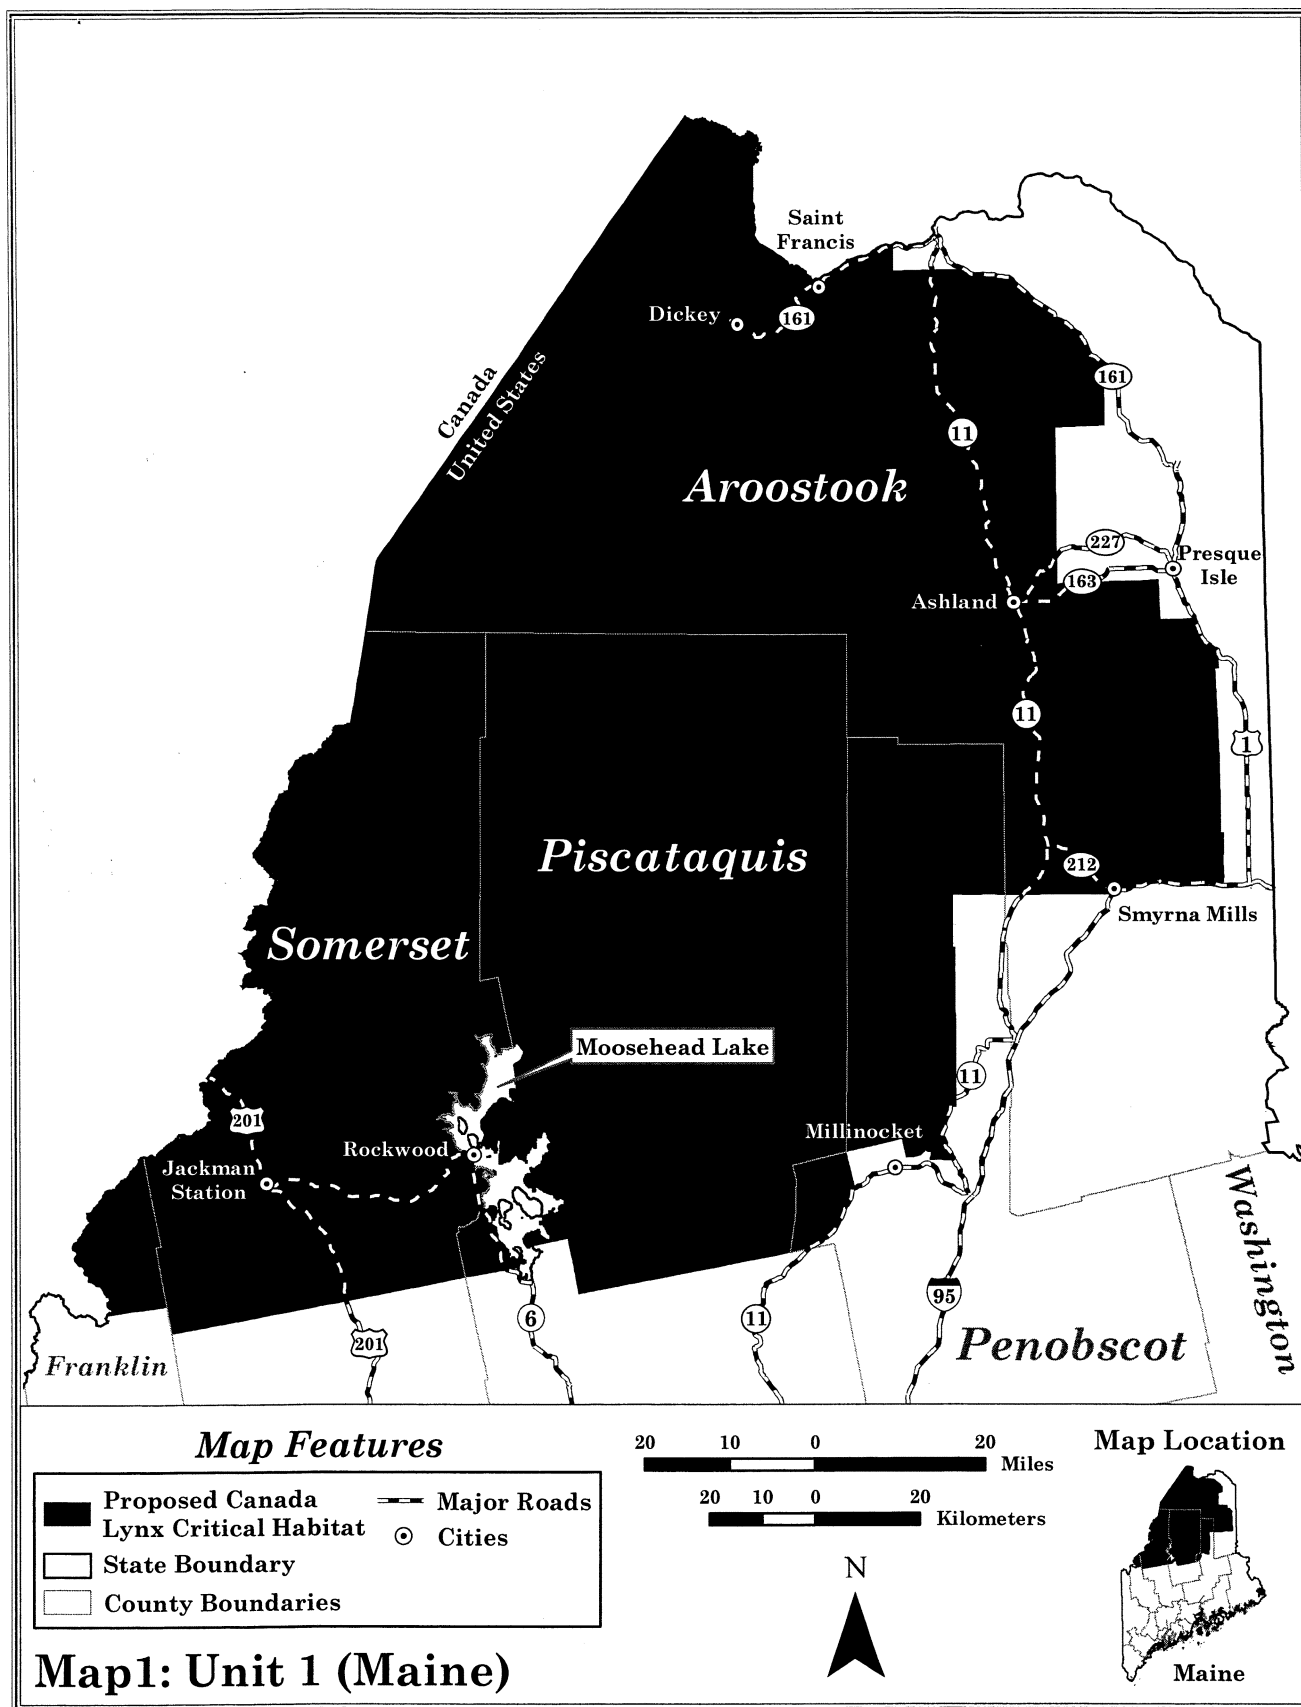 Saint
Francis
Dickey
161
Canada
United States
161
11
Aroostook
227
Presque
Isle
163
Ashland
11
1
Piscataquis
212
Smyrna Mills
Somerset
Moosehead Lake
11
201
Millinocket
Rockwood
Jackman
Station
Washington
95
6
11
201
Penobscot
Franklin
Map Features
Proposed Canada
Lynx Critical Habitat
State Boundary
County Boundaries
Major Roads
Cities
20 10 0 20
Miles
20 10 0 20
Kilometers
N
Map Location
Maine
Map1: Unit 1 (Maine)